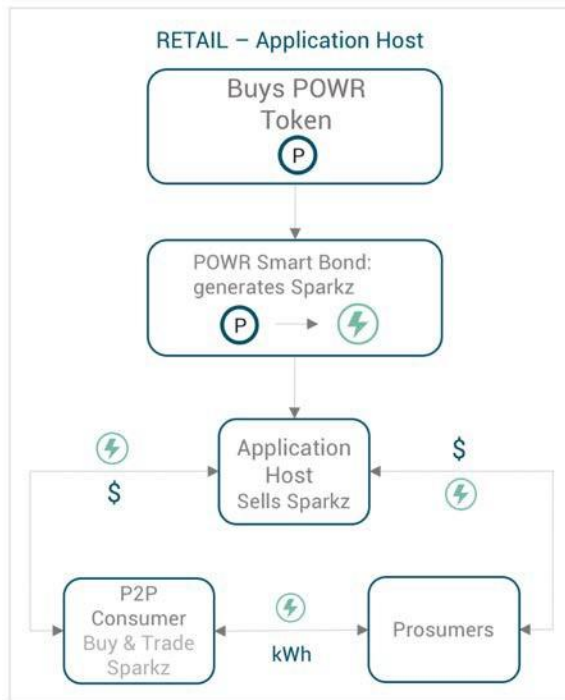 RETAIL – Application Host
Buys POWR
Token
P
POWR Smart Bond:
generates Sparkz
P
Application
Host
Sells Sparkz
$
$
P2P
Consumer
Buy & Trade
Sparkz
kWh
Prosumers